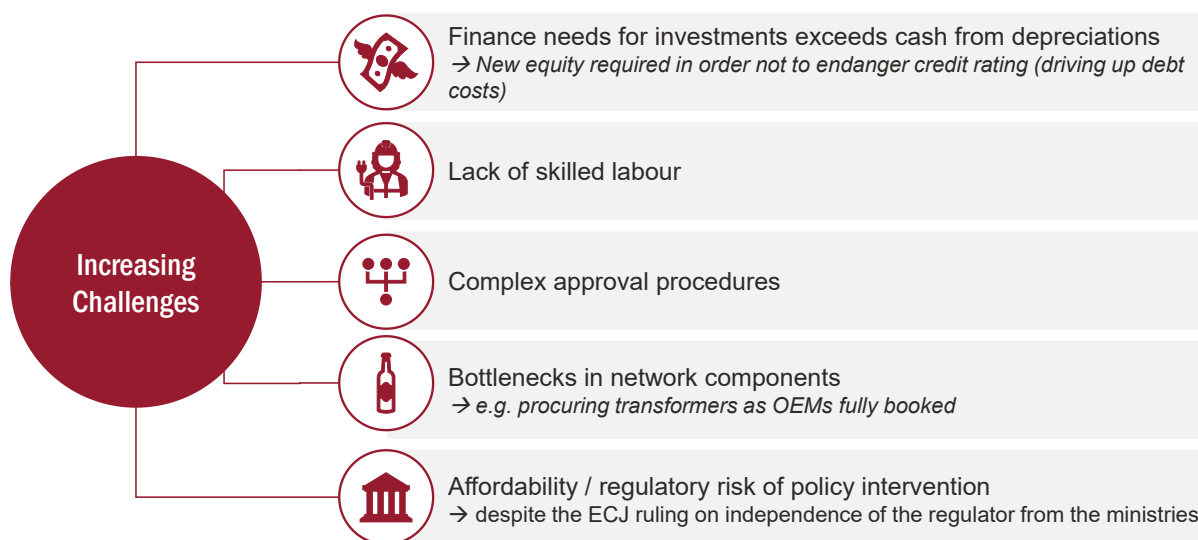 Finance needs for investments exceeds cash from depreciations
→ New equity required in order not to endanger credit rating (driving up debt
costs)
Lack of skilled labour
Increasing
Challenges
Complex approval procedures
Bottlenecks in network components
→ e.g. procuring transformers as OEMs fully booked
Affordability / regulatory risk of policy intervention
→ despite the ECJ ruling on independence of the regulator from the ministries